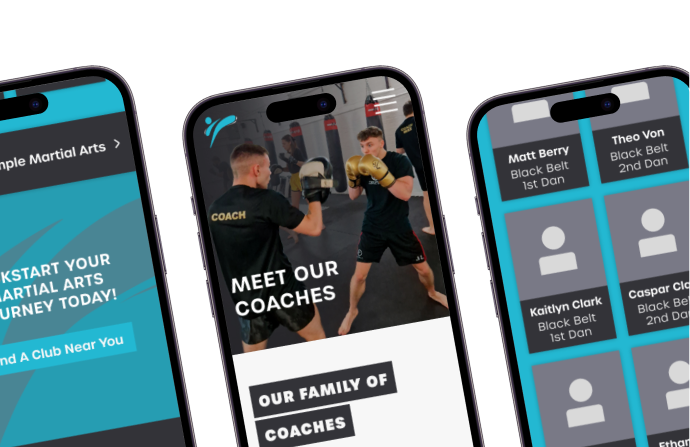 mple Martial Arts
KSTART YOUR
ARTIAL ARTS
URNEY TODAY!
nd A Club Near You
COACH
MEET OUR
COACHES
OUR FAMILY OF
COACHES
Matt Berry
Black Belt
1st Dan
Theo Von
Black Belt
2nd Dan
Kaitlyn Clark
Black Belt
1st Dan
Caspar Cla
Black Belt
2nd Da
Ethan